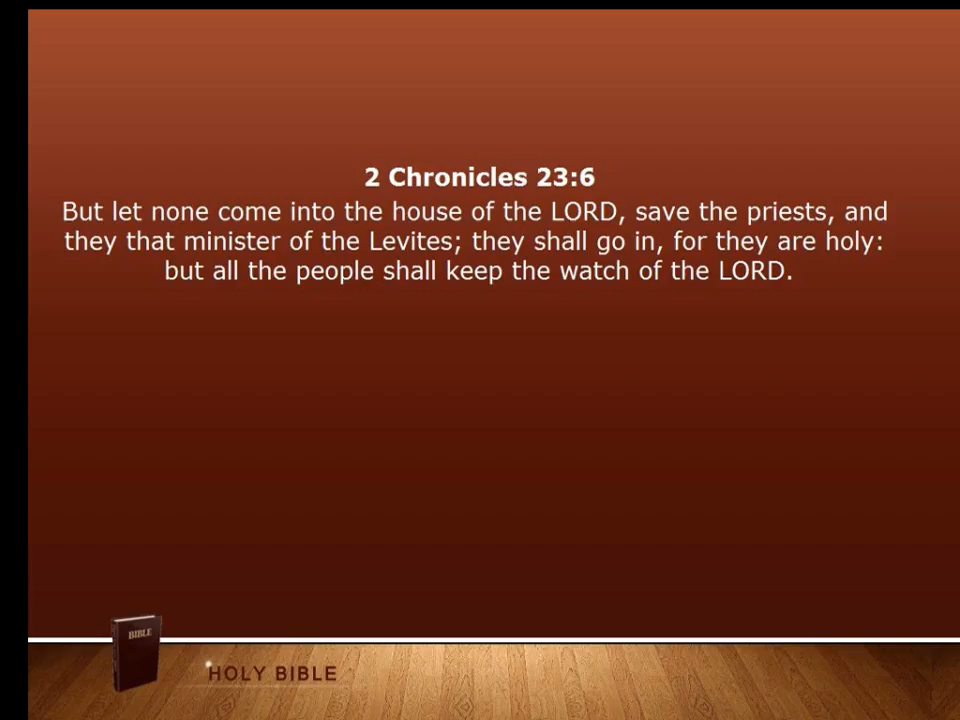 2 Chronicles 23:6
But let none come into the house of the LORD, save the priests, and
they that minister of the Levites; they shall go in, for they are holy:
but all the people shall keep the watch of the LORD.
BIBLE
HOLY BIBLE